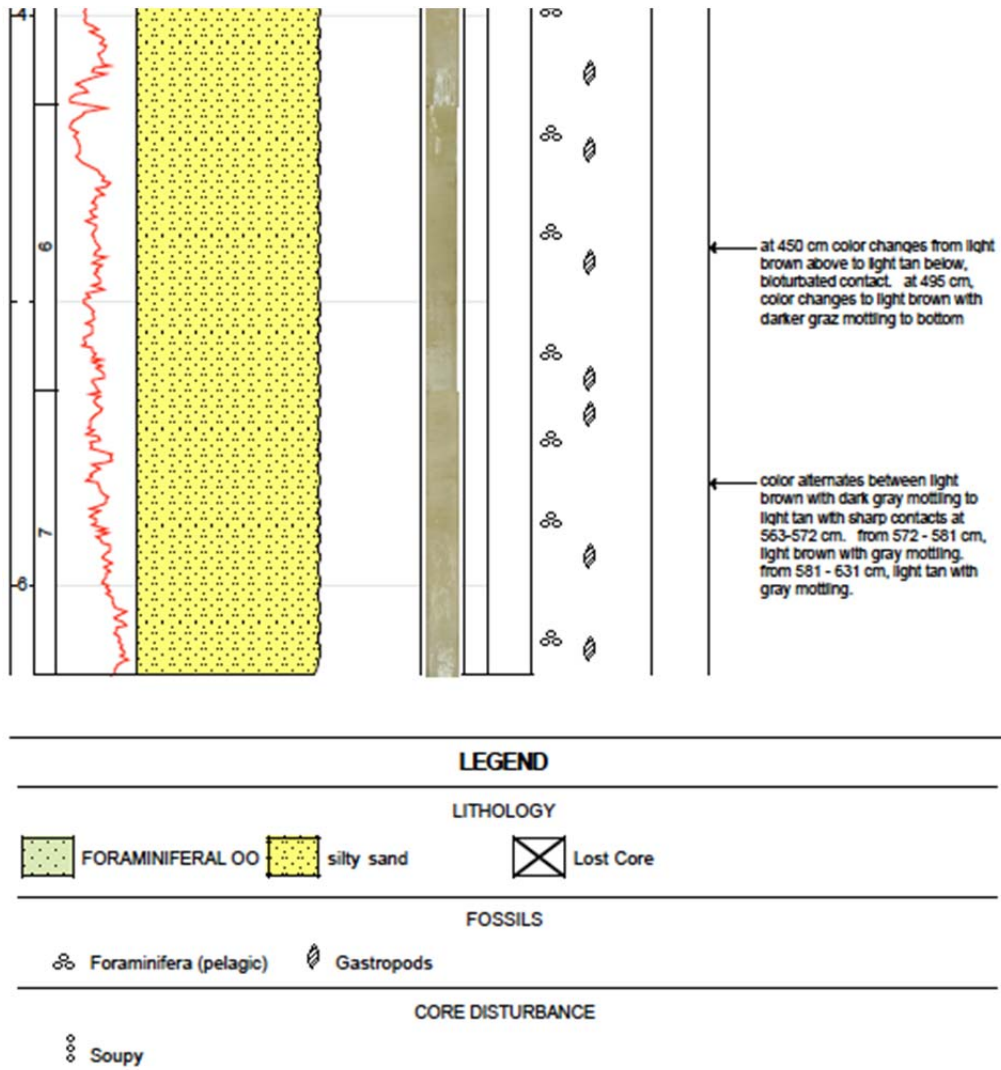 4
6
at 450 cm color changes from light
brown above to light tan below,
bioturbated contact. at 495 cm,
color changes to light brown with
darker graz mottling to bottom
color alternates between light
brown with dark gray mottling to
light tan with sharp contacts at
563-572 cm. from 572 - 581 cm,
light brown with gray mottling.
from 581 - 631 cm, light tan with
gray mottling.
7
6
LEGEND
LITHOLOGY
FORAMINIFERAL OO silty sand Lost Core
FOSSILS
Foraminifera (pelagic) Gastropods
CORE DISTURBANCE
Soupy